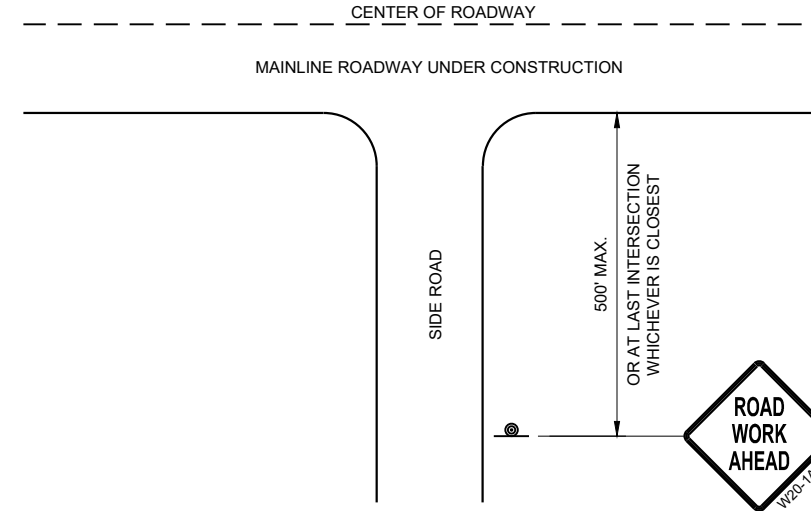 CENTER OF ROADWAY
MAINLINE ROADWAY UNDER CONSTRUCTION
SIDE ROAD
500' MAX.
OR AT LAST INTERSECTION
WHICHEVER IS CLOSEST
ROAD
WORK
AHEAD